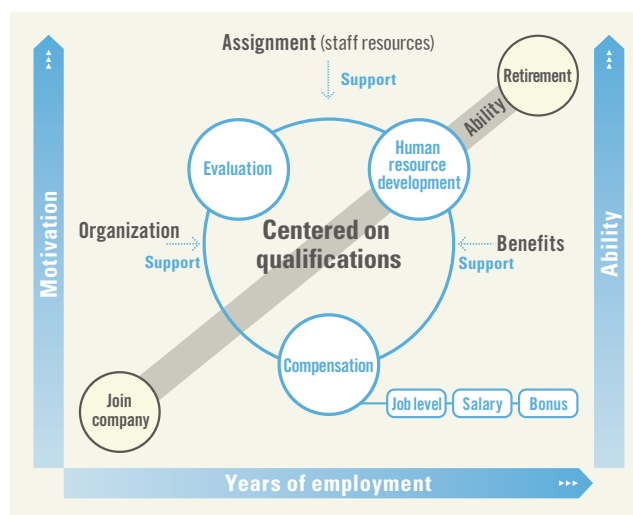 Assignment (staff resources)
Support
Retirement
Ability
Evaluation
Human
resource
development
Motivation
Organization
Support
Centered on
qualifications
Benefits
Support
Ability
Compensation
Join
company
Job level
Salary
Bonus
Years of employment